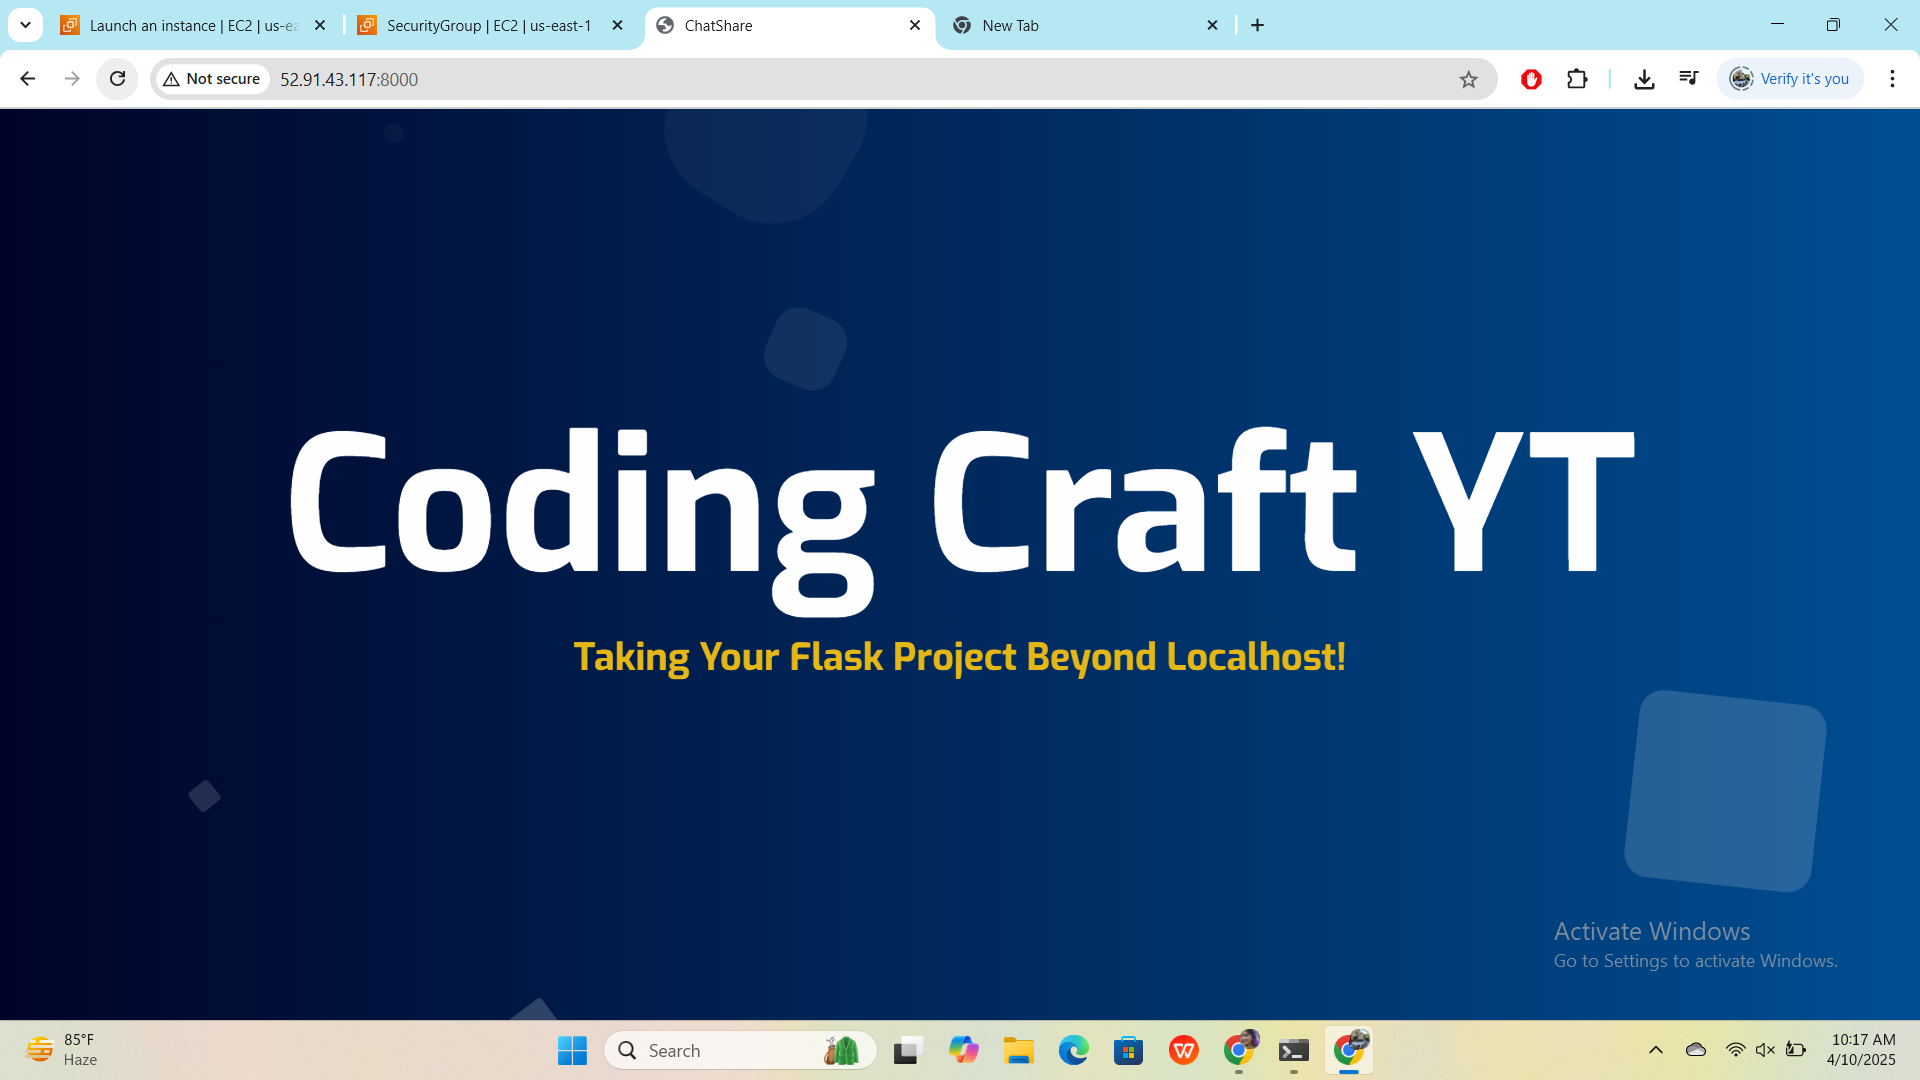 Launch an instance | EC2 | us-ea
SecurityGroup | EC2 | us-east-1
ChatShare
New Tab
Not secure
52.91.43.117:8000
Verify it's you
Coding Craft YT
Taking Your Flask Project Beyond Localhost!
Activate Windows
Go to Settings to activate Windows.
85°F
Haze
Search
10:17 AM
4/10/2025